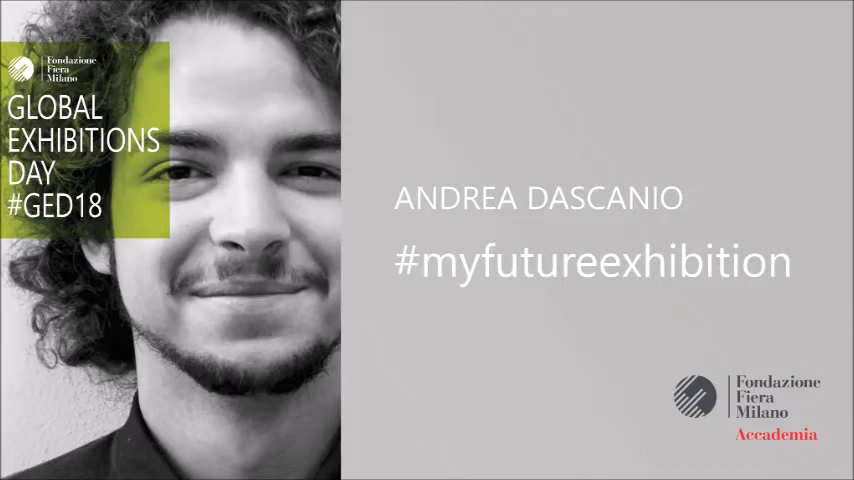 Fondazione
Fiera
Milano
GLOBAL
EXHIBITIONS
DAY
#GED18
ANDREA DASCANIO
#myfutureexhibition
Fondazione
Fiera
Milano
Accademia